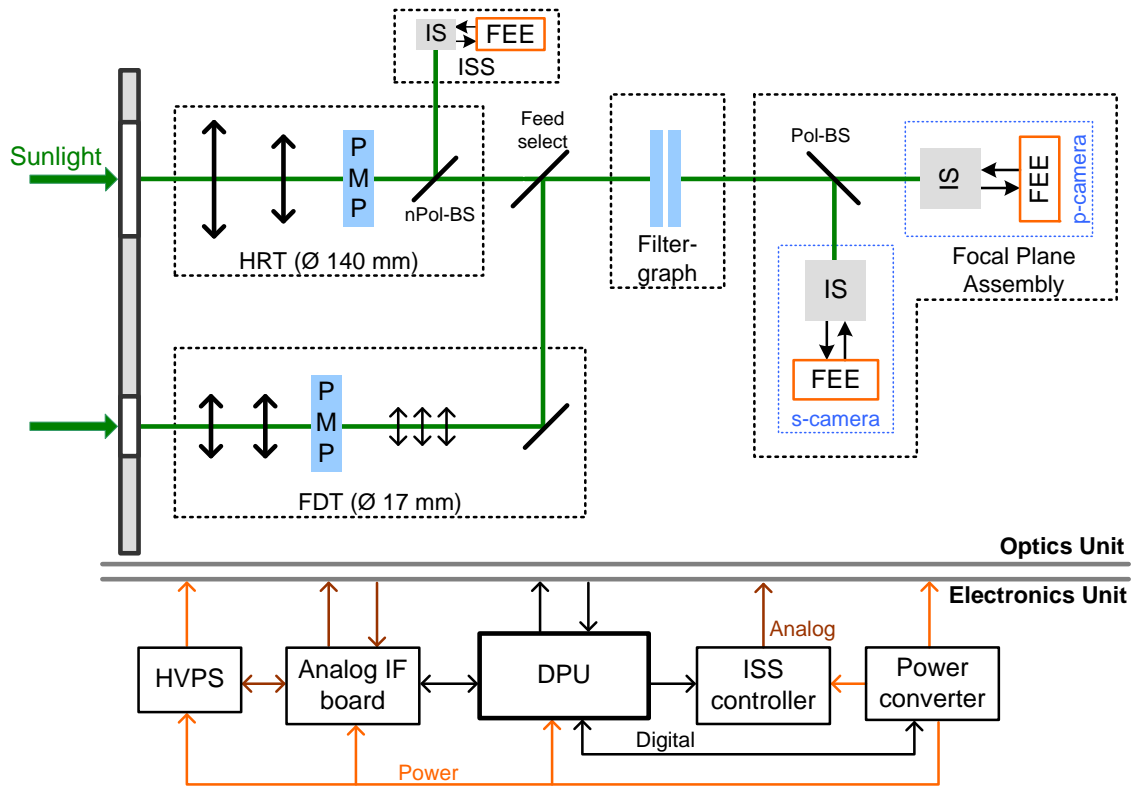 IS
FEE
ISS
Sunlight
P
M
P
nPol-BS
HRT (Ø 140 mm)
Feed
select
Filter-
graph
Pol-BS
IS
FEE
p-camera
IS
FEE
s-camera
Focal Plane
Assembly
P
M
P
FDT (Ø 17 mm)
Optics Unit
Electronics Unit
HVPS
Analog IF
board
DPU
Analog
ISS
controller
Power
converter
Digital
Power